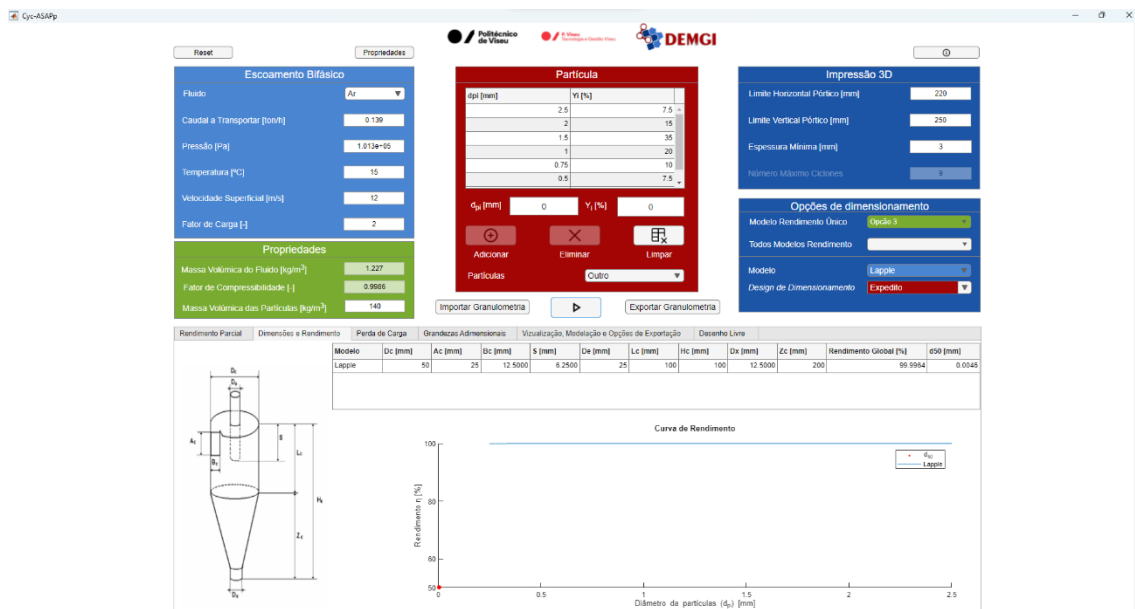 Cyc-ASAPp
Politécnico de Viseu
P. Viseu
Tecnologia e Gestão Viseu
DEMGI
Reset
Propriedades
Escoamento Bifásico
Fluido Ar
Caudal a Transportar [ton/h] 0.139
Pressão [Pa] 1.013e+05
Temperatura [ºC] 15
Velocidade Superficial [m/s] 12
Fator de Carga [-] 2
Propriedades
Massa Volúmica do Fluido [kg/m³] 1.227
Fator de Compressibilidade [-] 0.9986
Massa Volúmica das Partículas [kg/m³] 140
Partícula
dpi [mm] Yi [%]
2.5 7.5
2 15
1.5 35
1 20
0.75 10
0.5 7.5
dpi [mm] 0 Yi [%] 0
Adicionar Eliminar Limpar
Partículas Outro
Importar Granulometria Exportar Granulometria
Impressão 3D
Limite Horizontal Pórtico [mm] 220
Limite Vertical Pórtico [mm] 250
Espessura Mínima [mm] 3
Número Máximo Ciclones 9
Opções de dimensionamento
Modelo Rendimento Único Opcão 3
Todos Modelos Rendimento
Modelo Lapple
Design de Dimensionamento Expedito
Rendimento Parcial Dimensões e Rendimento Perda de Carga Grandezas Adimensionais Vizualização, Modelação e Opções de Exportação Desenho Livre
Modelo Dc [mm] Ac [mm] Bc [mm] S [mm] De [mm] Lc [mm] Hc [mm] Dx [mm] Zc [mm] Rendimento Global [%] d50 [mm]
Lapple 50 25 12.5000 6.2500 25 100 100 12.5000 200 99.9964 0.0046
S
Curva de Rendimento
d50
Lapple
Rendimento η [%]
100
80
60
50
0 0.5 1 1.5 2 2.5
Diâmetro da partículas (dp) [mm]